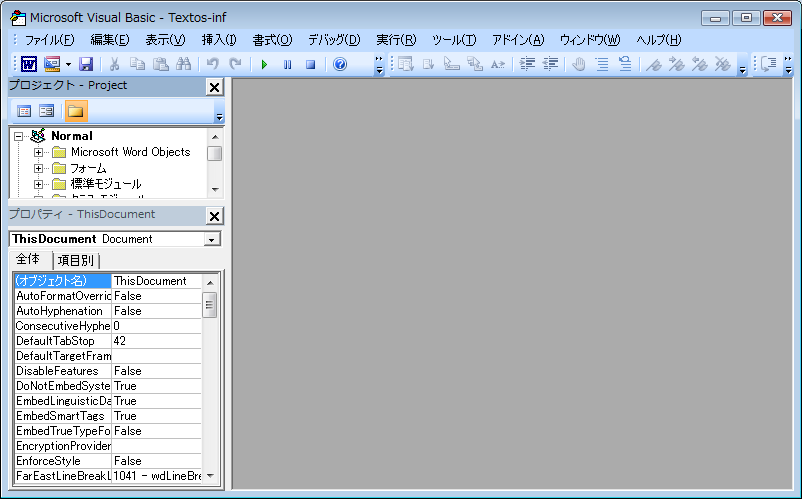 Microsoft Visual Basic - Textos-inf
ファイル(F) 編集(E) 表示(V) 挿入(I) 書式(O) デバッグ(D) 実行(R) ツール(T) アドイン(A) ウィンドウ(W) ヘルプ(H)
プロジェクト - Project
Normal
Microsoft Word Objects
フォーム
標準モジュール
プロパティ - ThisDocument
ThisDocument Document
全体 項目別
(オブジェクト名) ThisDocument
AutoFormatOverric False
AutoHyphenation False
ConsecutiveHyphe 0
DefaultTabStop 42
DefaultTargetFram
DisableFeatures False
DoNotEmbedSyste True
EmbedLinguisticDa True
EmbedSmartTags True
EmbedTrueTypeFo False
EncryptionProvider
EnforceStyle False
FarEastLineBreakL 1041 - wdLineBre